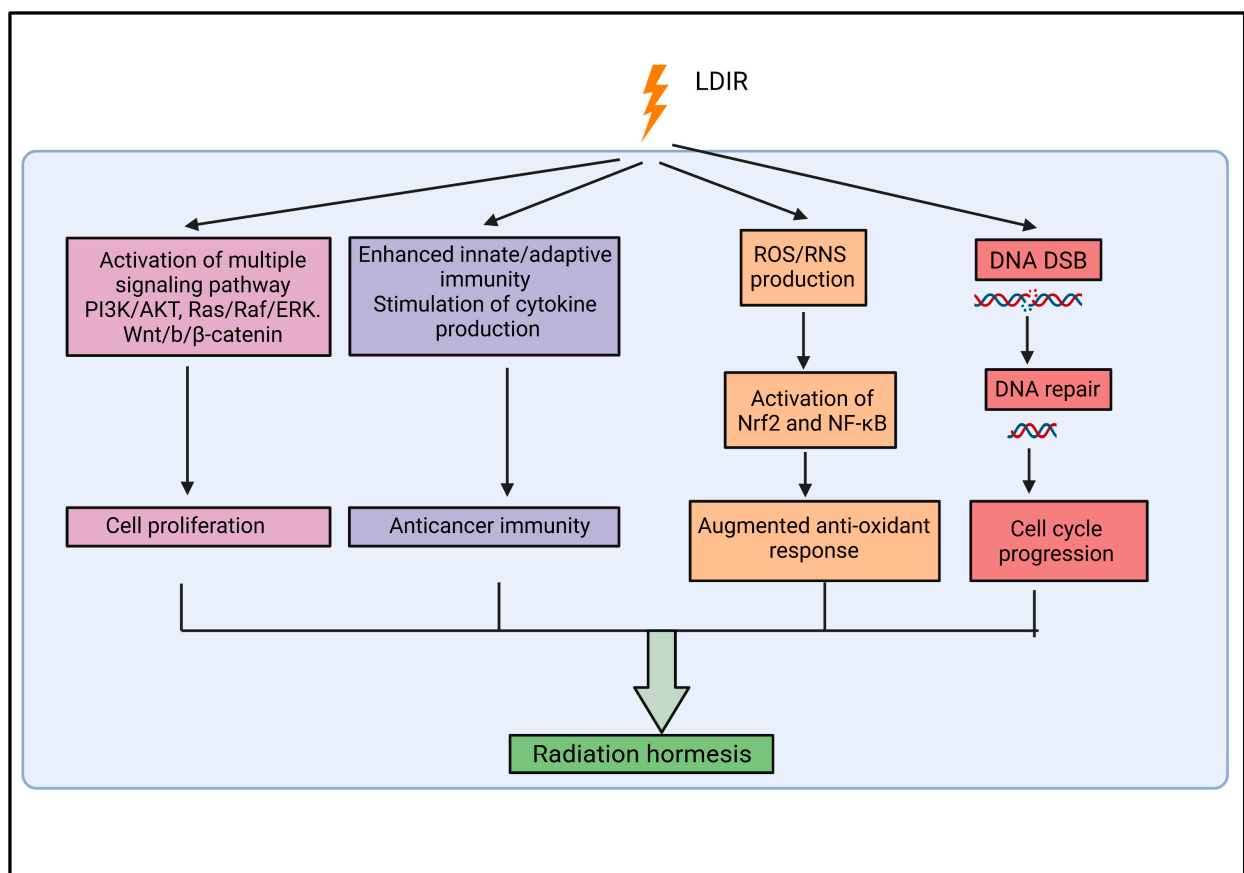 LDIR
Activation of multiple
signaling pathway
PI3K/AKT, Ras/Raf/ERK.
Wnt/b/β-catenin
Enhanced innate/adaptive
immunity
Stimulation of cytokine
production
ROS/RNS
production
DNA DSB
Activation of
Nrf2 and NF-κB
DNA repair
Cell proliferation
Anticancer immunity
Augmented anti-oxidant
response
Cell cycle
progression
Radiation hormesis